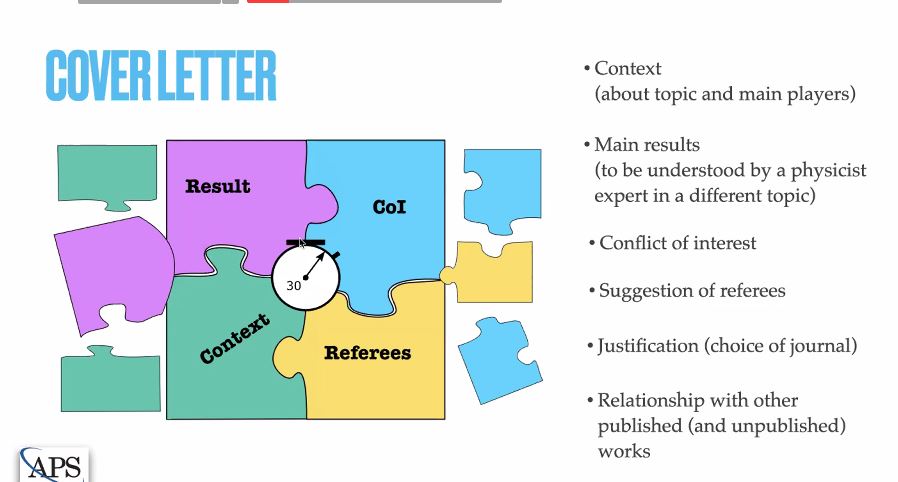 COVER LETTER
Result
CoI
30
Context
Referees
• Context
(about topic and main players)
• Main results
(to be understood by a physicist
expert in a different topic)
• Conflict of interest
• Suggestion of referees
• Justification (choice of journal)
• Relationship with other
published (and unpublished)
works
APS